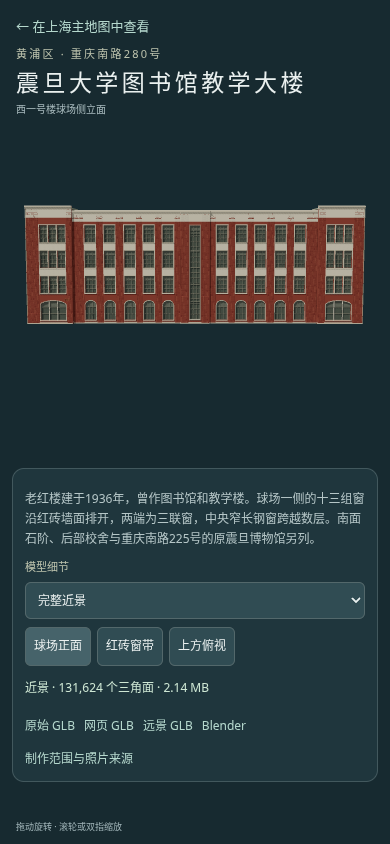 ← 在上海主地图中查看
黄浦区 · 重庆南路280号
震旦大学图书馆教学大楼
西一号楼球场侧立面
老红楼建于1936年，曾作图书馆和教学楼。球场一侧的十三组窗
沿红砖墙面排开，两端为三联窗，中央窄长钢窗跨越数层。南面
石阶、后部校舍与重庆南路225号的原震旦博物馆另列。
模型细节
完整近景
球场正面 红砖窗带 上方俯视
近景 · 131,624 个三角面 · 2.14 MB
原始 GLB 网页 GLB 远景 GLB Blender
制作范围与照片来源
拖动旋转 · 滚轮或双指缩放